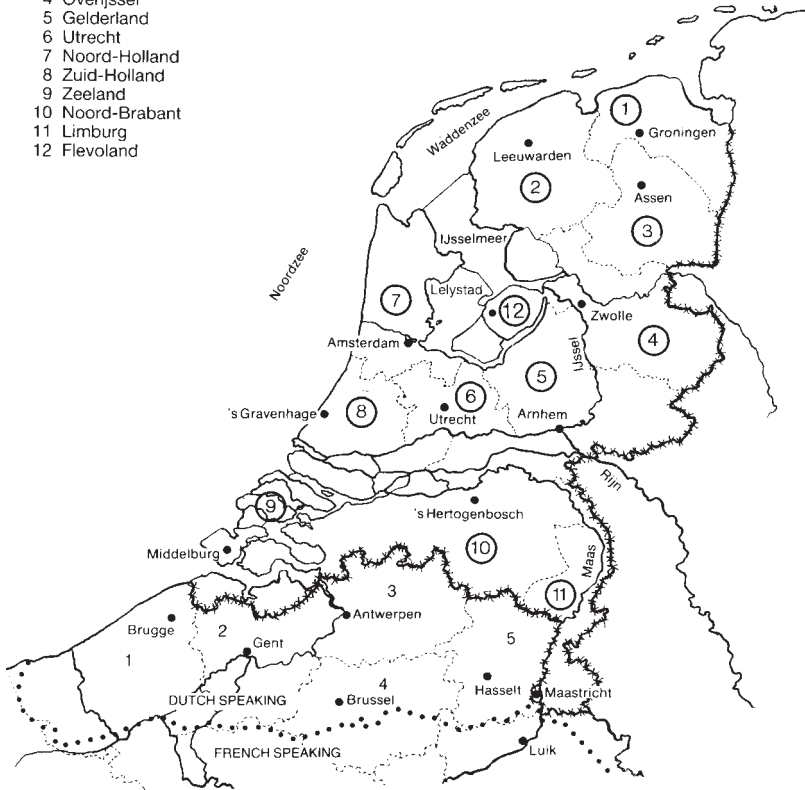 4 Overijssel
5 Gelderland
6 Utrecht
7 Noord-Holland
8 Zuid-Holland
9 Zeeland
10 Noord-Brabant
11 Limburg
12 Flevoland
Waddenzee
1
Groningen
Leeuwarden
2
Assen
3
IJsselmeer
Noordzee
7
Lelystad
12
Zwolle
4
Amsterdam
IJssel
5
6
's Gravenhage
8
Utrecht
Arnhem
Rijn
9
's Hertogenbosch
10
Middelburg
Maas
11
3
Antwerpen
Brugge
2
1
Gent
5
4
Hasselt
Maastricht
DUTCH SPEAKING
Brussel
FRENCH SPEAKING
Luik